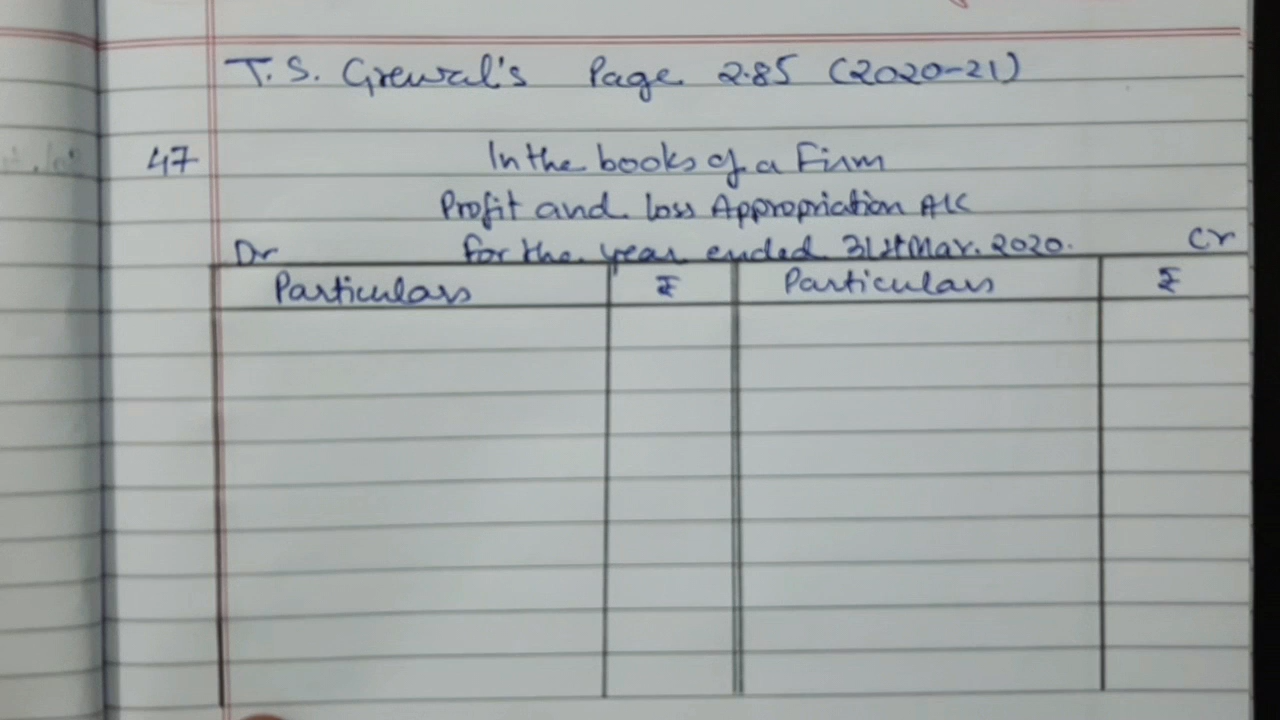 T. S. Grewal's Page 2.85 (2020-21)
47 In the books of a Firm
Profit and loss Appropriation A/c
Dr for the year ended 31st Mar. 2020. Cr
Particulars ₹ Particulars ₹